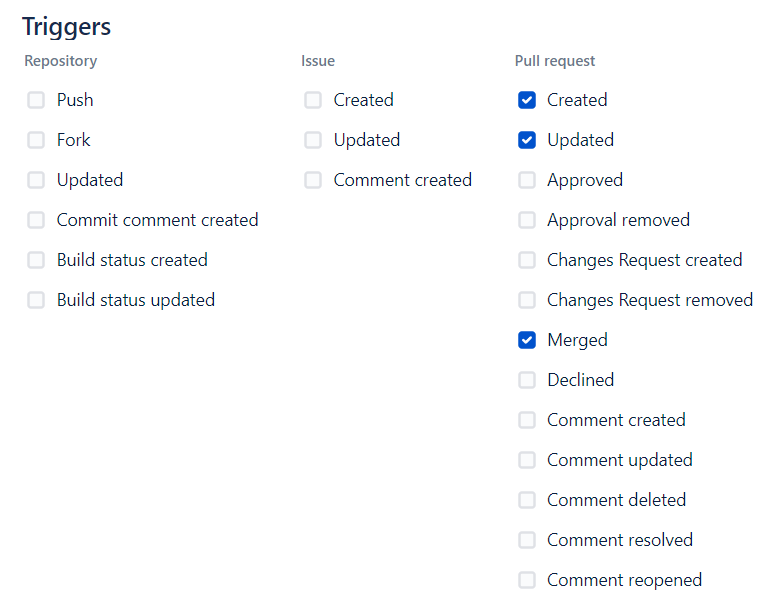 Triggers
Repository
Push
Fork
Updated
Commit comment created
Build status created
Build status updated
Issue
Created
Updated
Comment created
Pull request
Created
Updated
Approved
Approval removed
Changes Request created
Changes Request removed
Merged
Declined
Comment created
Comment updated
Comment deleted
Comment resolved
Comment reopened